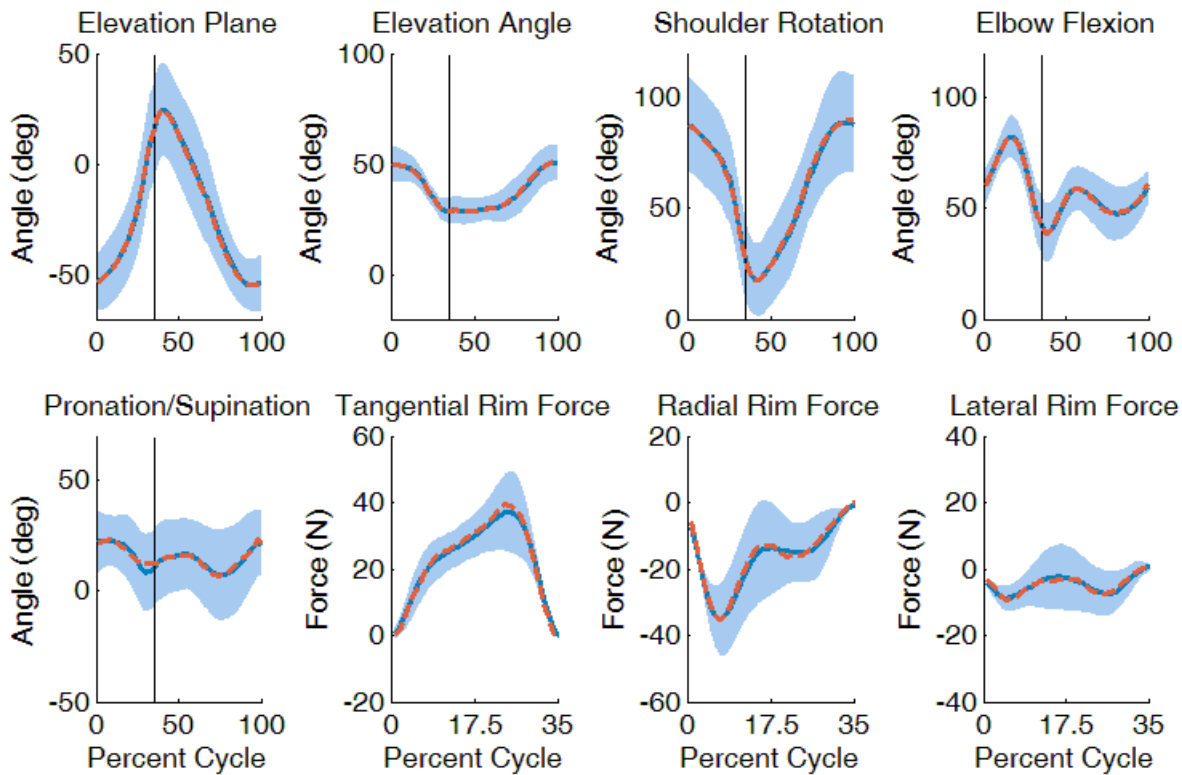 Elevation Plane
Elevation Angle
Shoulder Rotation
Elbow Flexion
Angle (deg)
50
0
-50
0
50
100
Angle (deg)
100
50
0
0
50
100
Angle (deg)
100
50
0
0
50
100
Angle (deg)
100
50
0
0
50
100
Pronation/Supination
Tangential Rim Force
Radial Rim Force
Lateral Rim Force
Angle (deg)
50
0
-50
0
50
100
Percent Cycle
Force (N)
60
40
20
0
-20
0
17.5
35
Percent Cycle
Force (N)
20
0
-20
-40
-60
0
17.5
35
Percent Cycle
Force (N)
40
20
0
-20
-40
0
17.5
35
Percent Cycle